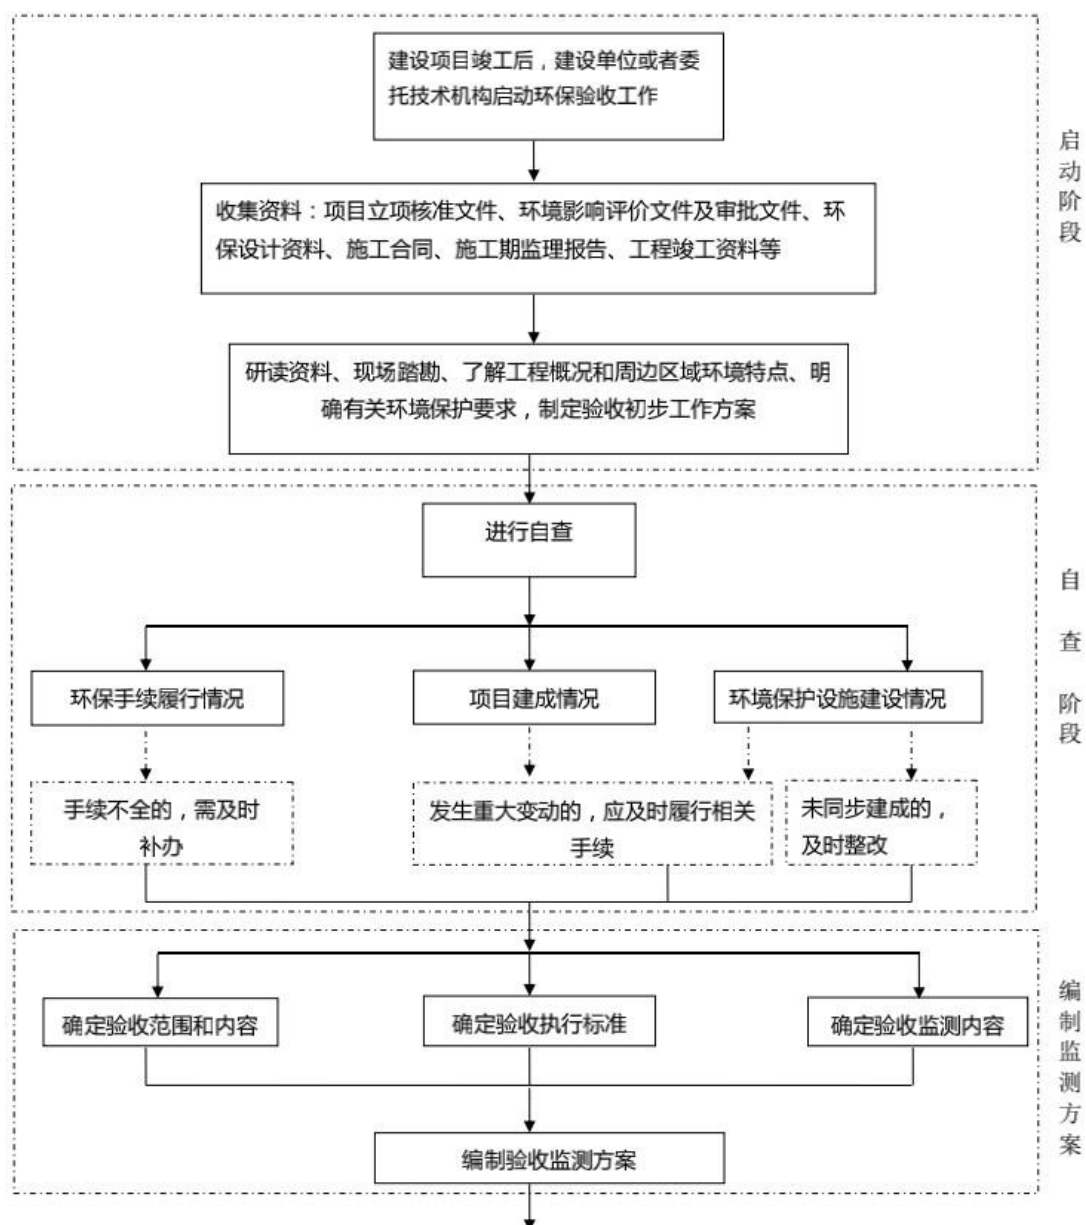 建设项目竣工后，建设单位或者委
托技术机构启动环保验收工作
收集资料：项目立项核准文件、环境影响评价文件及审批文件、环
保设计资料、施工合同、施工期监理报告、工程竣工资料等
研读资料、现场踏勘、了解工程概况和周边区域环境特点、明
确有关环境保护要求，制定验收初步工作方案
启动阶段
进行自查
环保手续履行情况
项目建成情况
环境保护设施建设情况
手续不全的，需及时
补办
发生重大变动的，应及时履行相关
手续
未同步建成的，
及时整改
自查阶段
确定验收范围和内容
确定验收执行标准
确定验收监测内容
编制验收监测方案
编制监测方案